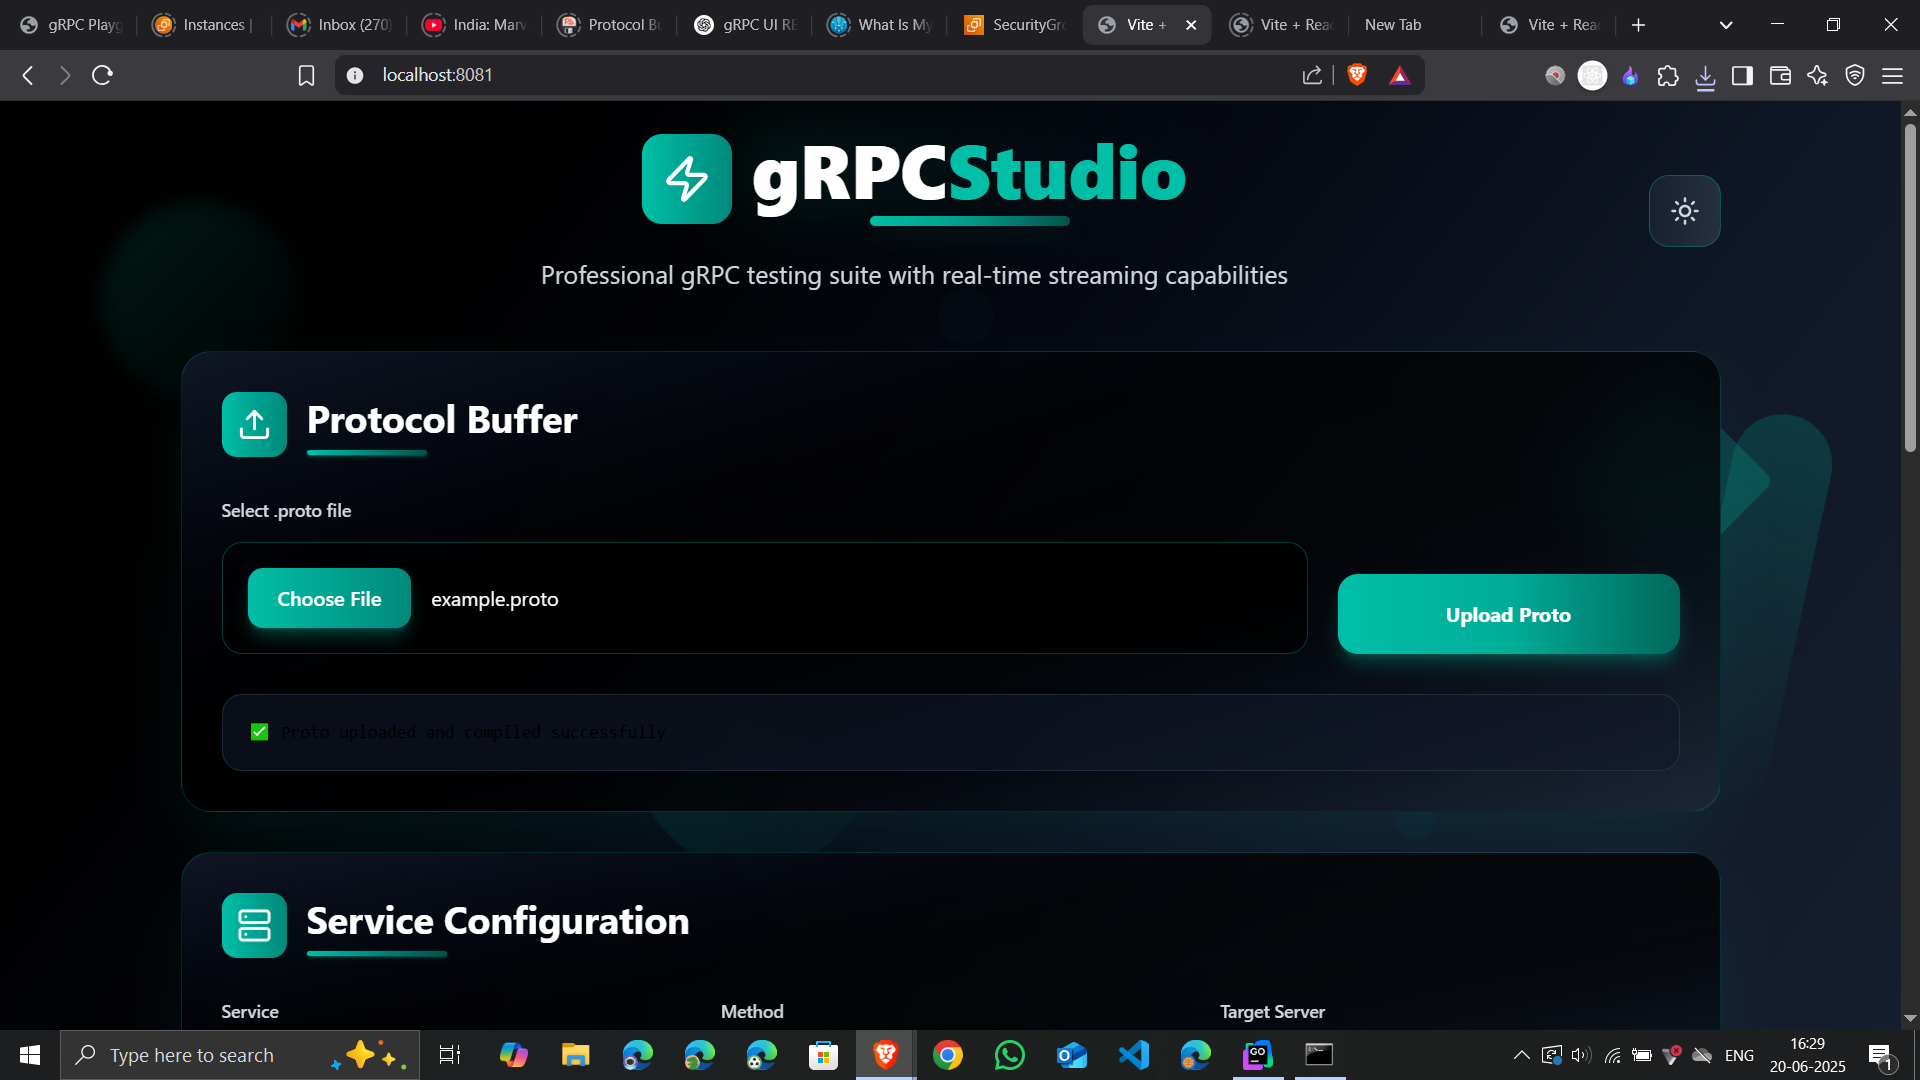 gRPC Playg
Instances |
Inbox (270)
India: Marv
Protocol Bu
gRPC UI RE
What Is My
SecurityGro
Vite +
Vite + Reac
New Tab
Vite + Reac
localhost:8081
gRPCStudio
Professional gRPC testing suite with real-time streaming capabilities
Protocol Buffer
Select .proto file
Choose File
example.proto
Upload Proto
✅ Proto uploaded and compiled successfully
Service Configuration
Service
Method
Target Server
Type here to search
GO
ENG
16:29
20-06-2025
1